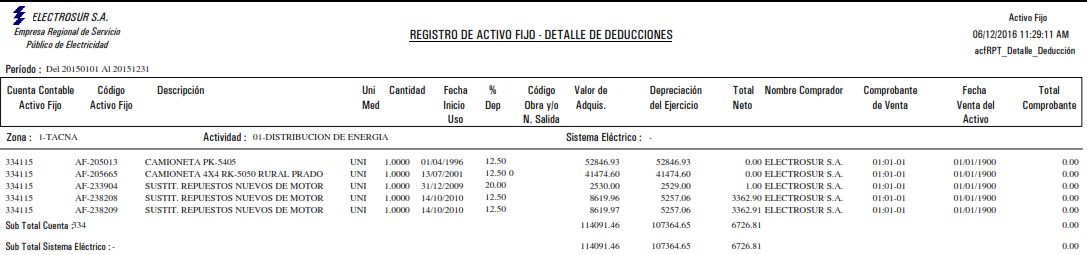 ELECTROSUR S.A.
Empresa Regional de Servicio
Público de Electricidad
REGISTRO DE ACTIVO FIJO - DETALLE DE DEDUCCIONES
Activo Fijo
06/12/2016 11:29:11 AM
acfRPT_Detalle_Deducción
Período : Del 20150101 Al 20151231
Cuenta Contable Código Descripción Uni Cantidad Fecha % Código Valor de Depreciación Total Nombre Comprador Comprobante Fecha Total
Activo Fijo Activo Fijo Med Inicio Dep Obra y/o Adquis. del Ejercicio Neto de Venta Venta del Comprobante
Uso N. Salida Activo
Zona : 1-TACNA Actividad : 01-DISTRIBUCION DE ENERGIA Sistema Eléctrico : -
334115 AF-205013 CAMIONETA PK-5405 UNI 1.0000 01/04/1996 12.50 52846.93 52846.93 0.00 ELECTROSUR S.A. 01:01-01 01/01/1900 0.00
334115 AF-205665 CAMIONETA 4X4 RK-5050 RURAL PRADO UNI 1.0000 13/07/2001 12.50 0 41474.60 41474.60 0.00 ELECTROSUR S.A. 01:01-01 01/01/1900 0.00
334115 AF-233904 SUSTIT. REPUESTOS NUEVOS DE MOTOR UNI 1.0000 31/12/2009 20.00 2530.00 2529.00 1.00 ELECTROSUR S.A. 01:01-01 01/01/1900 0.00
334115 AF-238208 SUSTIT. REPUESTOS NUEVOS DE MOTOR UNI 1.0000 14/10/2010 12.50 8619.96 5257.06 3362.90 ELECTROSUR S.A. 01:01-01 01/01/1900 0.00
334115 AF-238209 SUSTIT. REPUESTOS NUEVOS DE MOTOR UNI 1.0000 14/10/2010 12.50 8619.97 5257.06 3362.91 ELECTROSUR S.A. 01:01-01 01/01/1900 0.00
Sub Total Cuenta :334 114091.46 107364.65 6726.81 0.00
Sub Total Sistema Eléctrico : - 114091.46 107364.65 6726.81 0.00